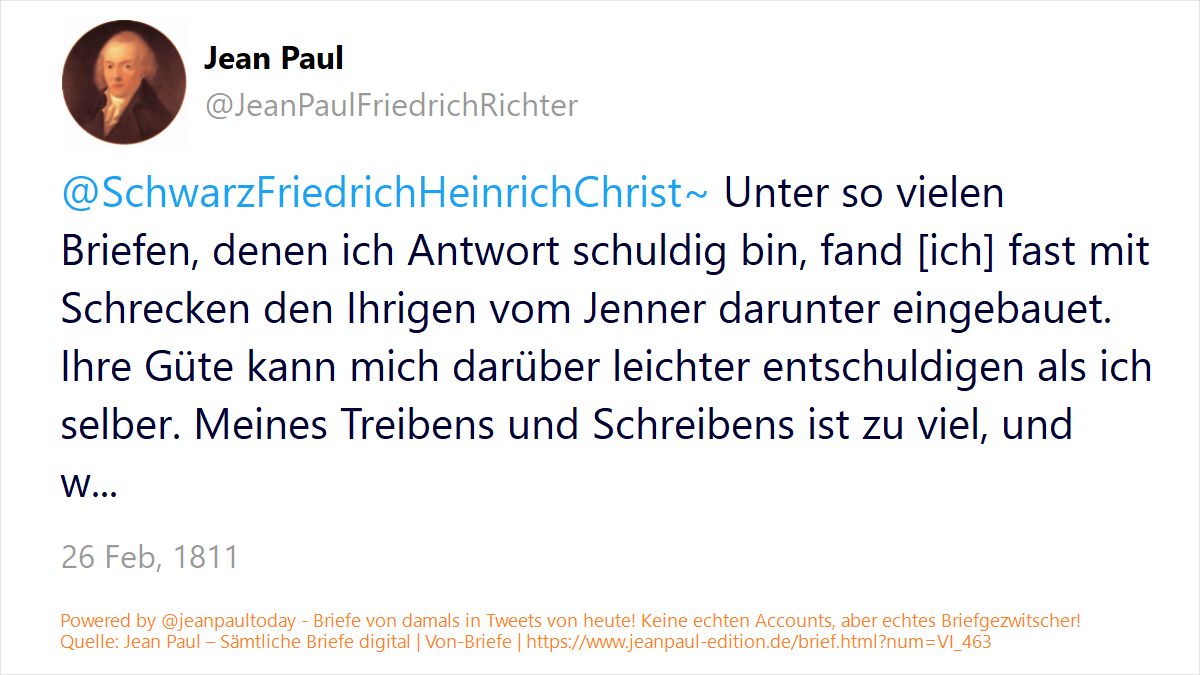 Jean Paul
@JeanPaulFriedrichRichter
@SchwarzFriedrichHeinrichChrist~ Unter so vielen
Briefen, denen ich Antwort schuldig bin, fand [ich] fast mit
Schrecken den Ihrigen vom Jenner darunter eingebauet.
Ihre Güte kann mich darüber leichter entschuldigen als ich
selber. Meines Treibens und Schreibens ist zu viel, und
w...
26 Feb, 1811
Powered by @jeanpaultoday - Briefe von damals in Tweets von heute! Keine echten Accounts, aber echtes Briefgezwitscher!
Quelle: Jean Paul – Sämtliche Briefe digital | Von-Briefe | https://www.jeanpaul-edition.de/brief.html?num=VI_463